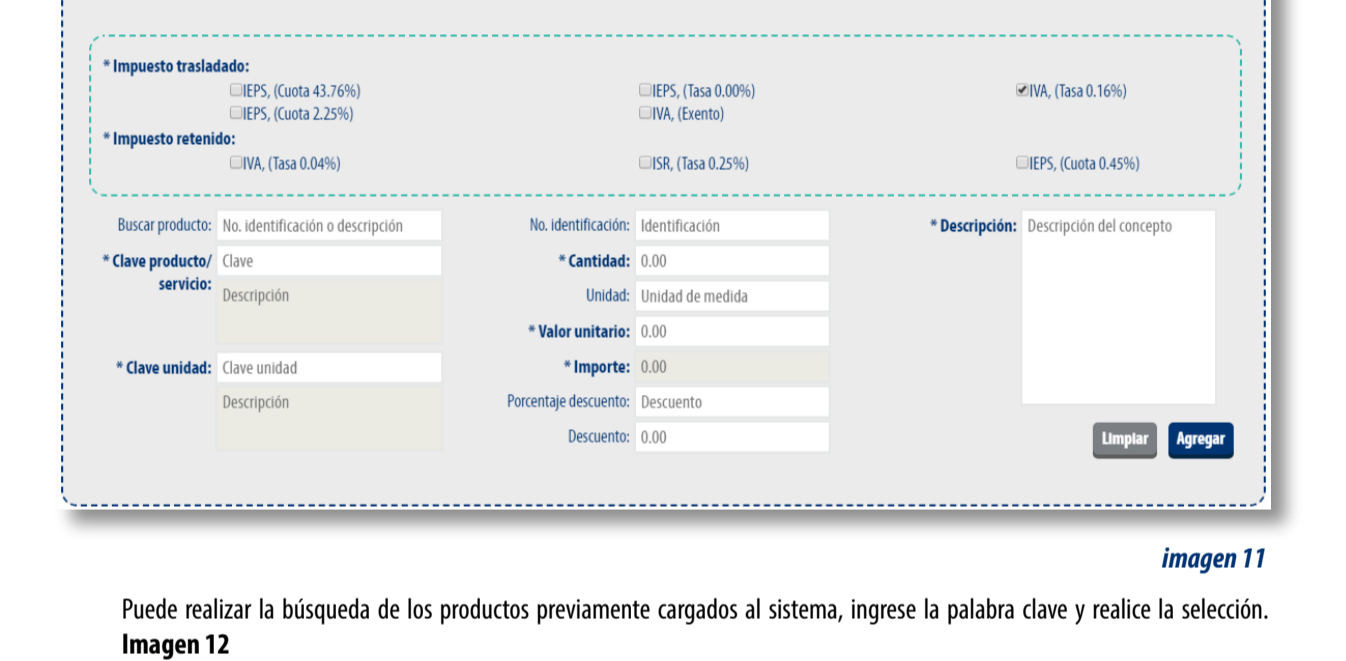 * Impuesto trasladado:
IEPS, (Cuota 43.76%) IEPS, (Tasa 0.00%) IVA, (Tasa 0.16%)
IEPS, (Cuota 2.25%) IVA, (Exento)
* Impuesto retenido:
IVA, (Tasa 0.04%) ISR, (Tasa 0.25%) IEPS, (Cuota 0.45%)
Buscar producto: No. identificación o descripción No. identificación: Identificación * Descripción: Descripción del concepto
* Clave producto/ Clave * Cantidad: 0.00
servicio: Descripción Unidad: Unidad de medida
* Valor unitario: 0.00
* Clave unidad: Clave unidad * Importe: 0.00
Descripción Porcentaje descuento: Descuento
Descuento: 0.00
Limpiar Agregar
imagen 11
Puede realizar la búsqueda de los productos previamente cargados al sistema, ingrese la palabra clave y realice la selección.
Imagen 12